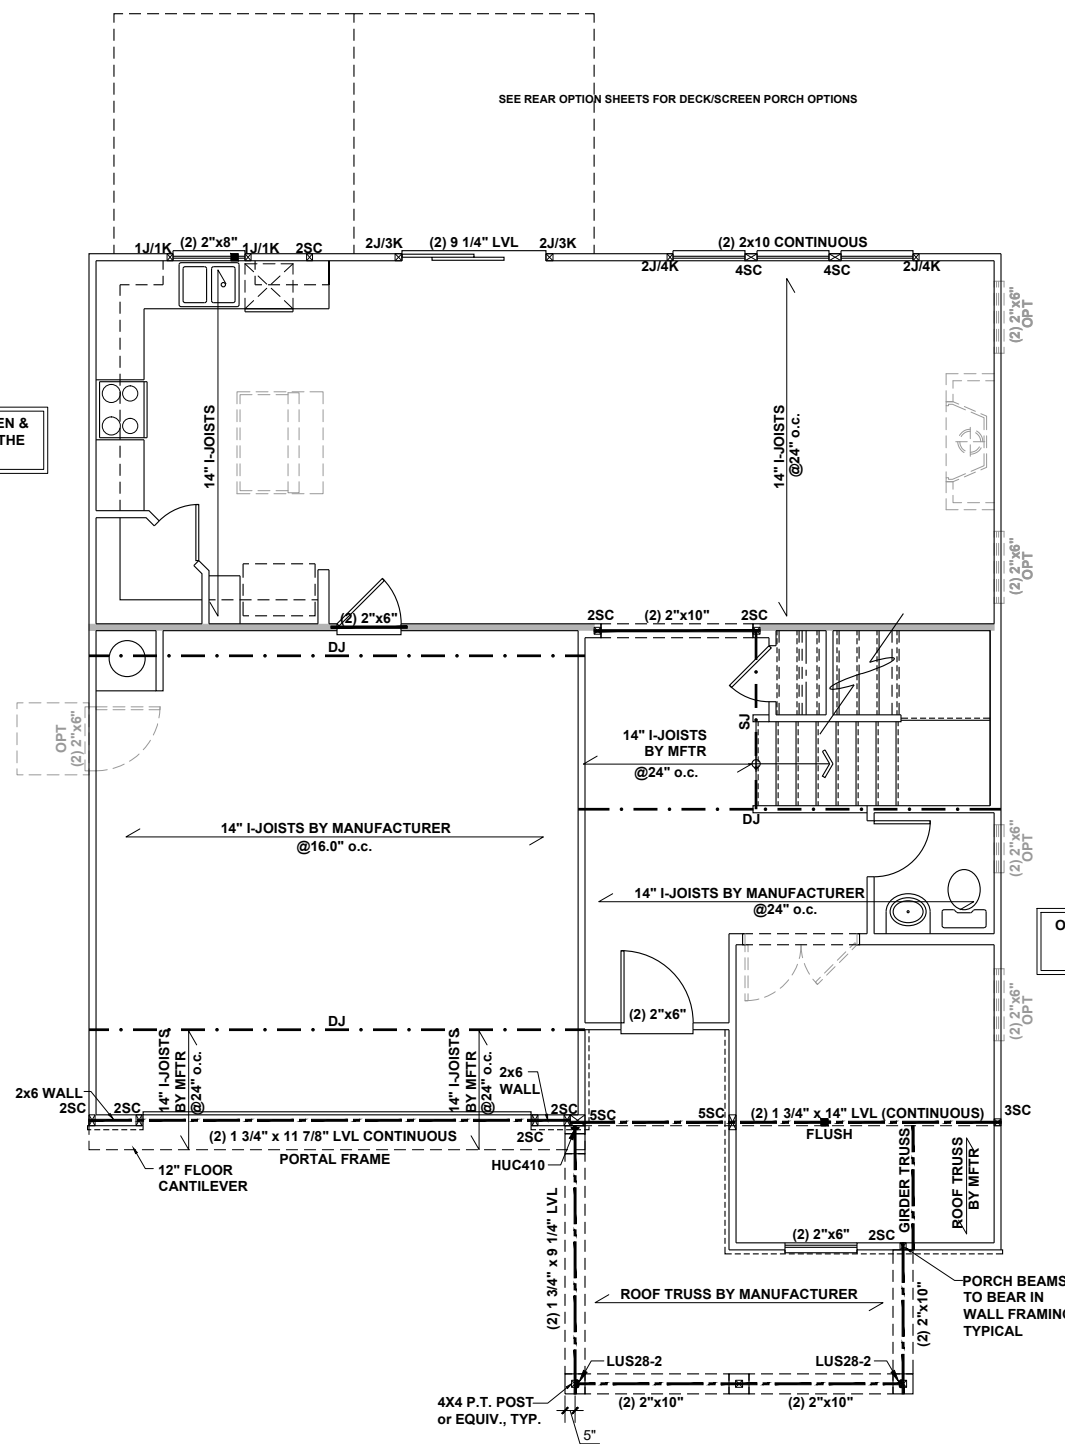 SEE REAR OPTION SHEETS FOR DECK/SCREEN PORCH OPTIONS
1J/1K
(2) 2"x8"
1J/1K
2SC
2J/3K
(2) 9 1/4" LVL
2J/3K
(2) 2x10 CONTINUOUS
2J/4K
4SC
4SC
2J/4K
(2) 2"x6"
OPT
EN &
THE
14" I-JOISTS
14" I-JOISTS
@24" o.c.
(2) 2"x6"
OPT
(2) 2"x6"
2SC
(2) 2"x10"
2SC
DJ
OPT
(2) 2"x6"
14" I-JOISTS
BY MFTR
@24" o.c.
SJ
DJ
14" I-JOISTS BY MANUFACTURER
@16.0" o.c.
(2) 2"x6"
OPT
14" I-JOISTS BY MANUFACTURER
@24" o.c.
O
(2) 2"x6"
OPT
(2) 2"x6"
DJ
14" I-JOISTS
BY MFTR
@24" o.c.
14" I-JOISTS
BY MFTR
@24" o.c.
2x6 WALL
2SC
2SC
2x6
WALL
2SC
5SC
5SC
(2) 1 3/4" x 14" LVL (CONTINUOUS)
3SC
FLUSH
(2) 1 3/4" x 11 7/8" LVL CONTINUOUS
2SC
PORTAL FRAME
HUC410
12" FLOOR
CANTILEVER
GIRDER TRUSS
ROOF TRUSS
BY MFTR
(2) 1 3/4" x 9 1/4" LVL
(2) 2"x6"
2SC
PORCH BEAMS
TO BEAR IN
WALL FRAMING
TYPICAL
ROOF TRUSS BY MANUFACTURER
(2) 2"x10"
LUS28-2
LUS28-2
4X4 P.T. POST
or EQUIV., TYP.
(2) 2"x10"
(2) 2"x10"
5"